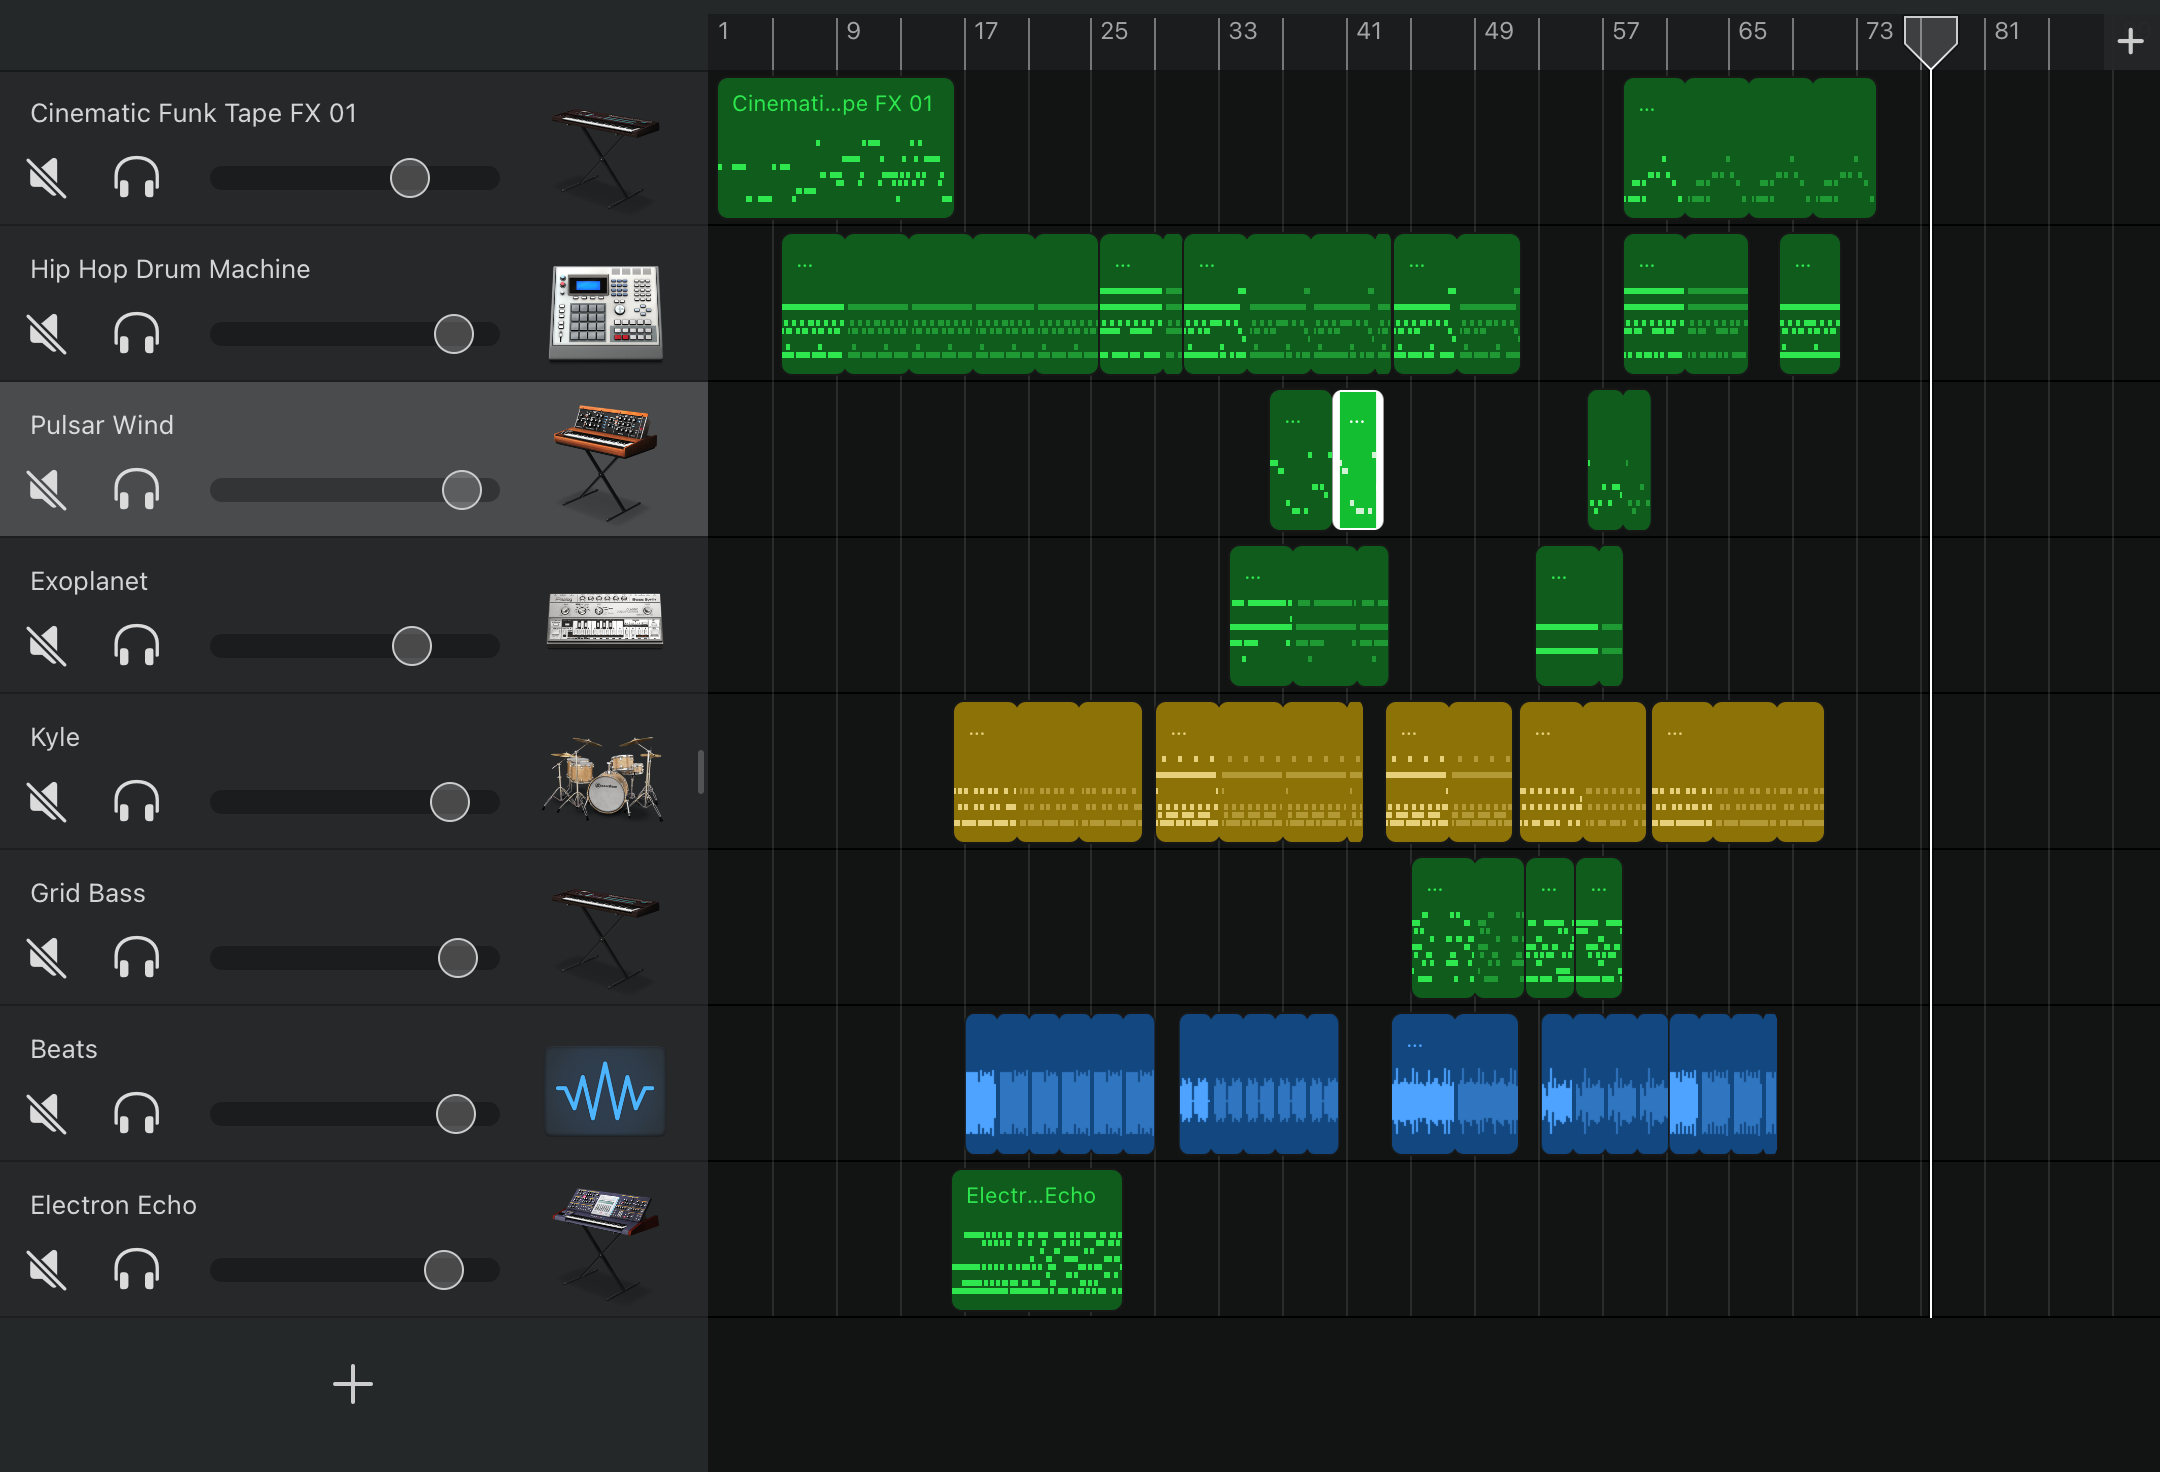 1 9 17 25 33 41 49 57 65 73 81
Cinematic Funk Tape FX 01
Cinemati...pe FX 01
...
Hip Hop Drum Machine
... ... ... ... ... ...
Pulsar Wind
... ...
Exoplanet
... ...
Kyle
... ... ... ... ...
Grid Bass
... ... ...
Beats
...
Electron Echo
Electr...Echo